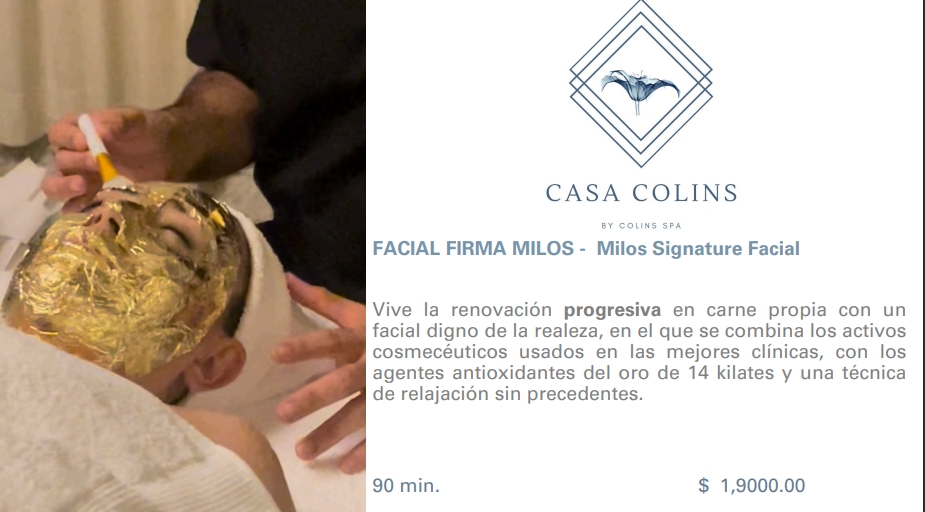 CASA COLINS
BY COLINS SPA
FACIAL FIRMA MILOS - Milos Signature Facial
Vive la renovación progresiva en carne propia con un
facial digno de la realeza, en el que se combina los activos
cosmecéuticos usados en las mejores clínicas, con los
agentes antioxidantes del oro de 14 kilates y una técnica
de relajación sin precedentes.
90 min.
$ 1,9000.00